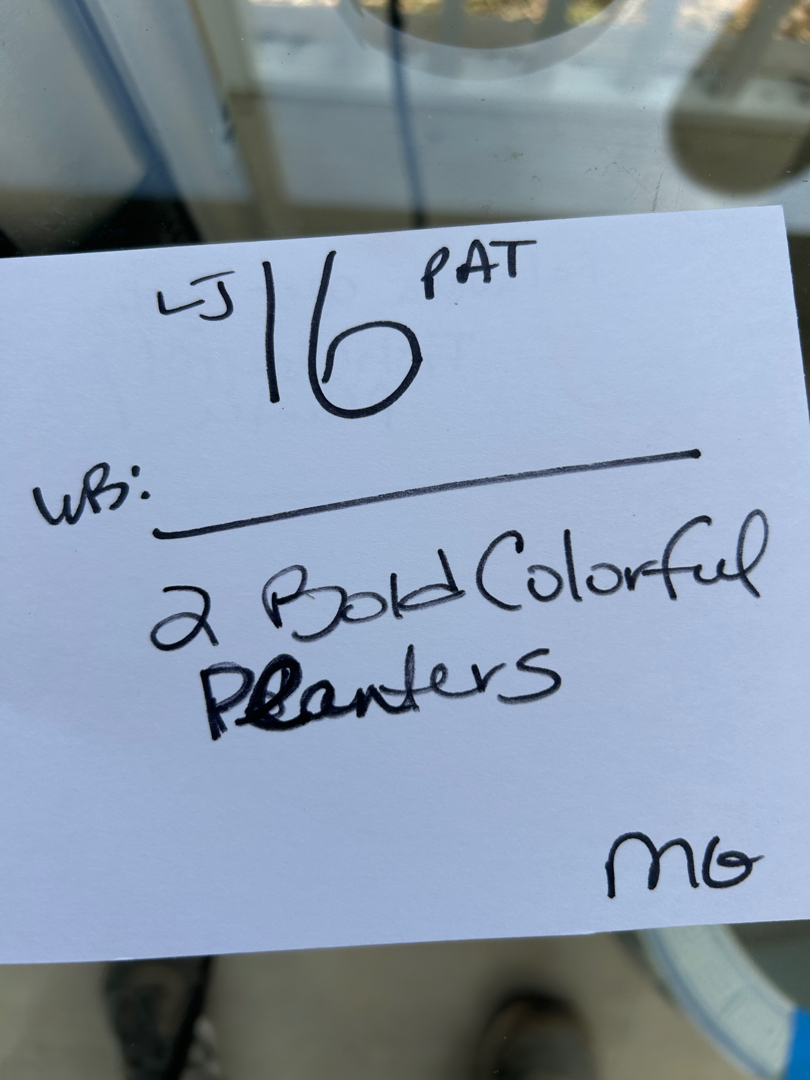 LJ 16 PAT
WB:
2 Bold Colorful
Planters
MG